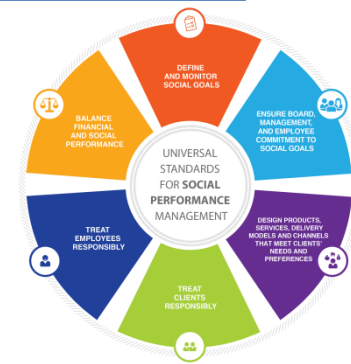 DEFINE
AND MONITOR
SOCIAL GOALS
ENSURE BOARD,
MANAGEMENT,
AND EMPLOYEE
COMMITMENT TO
SOCIAL GOALS
DESIGN PRODUCTS,
SERVICES, DELIVERY
MODELS AND CHANNELS
THAT MEET CLIENTS'
NEEDS AND
PREFERENCES
TREAT
CLIENTS
RESPONSIBLY
TREAT
EMPLOYEES
RESPONSIBLY
BALANCE
FINANCIAL
AND SOCIAL
PERFORMANCE
UNIVERSAL
STANDARDS
FOR SOCIAL
PERFORMANCE
MANAGEMENT